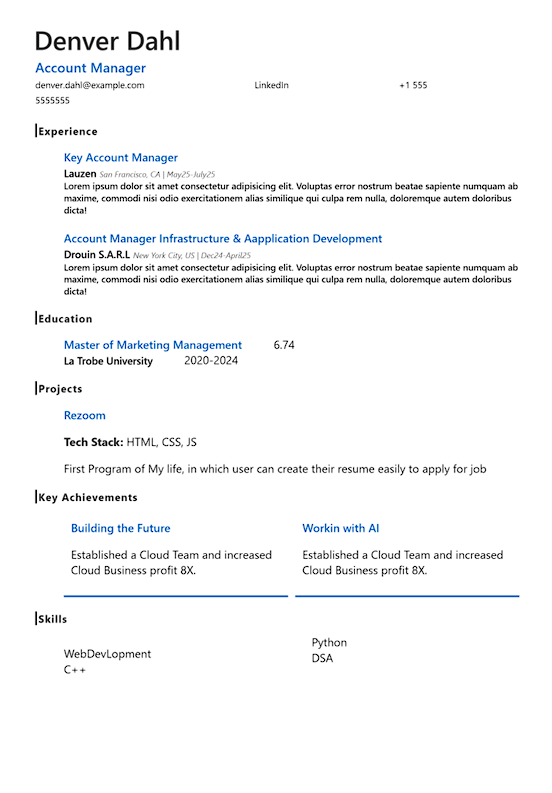 Denver Dahl
Account Manager
denver.dahl@example.com LinkedIn +1 555
5555555
Experience
Key Account Manager
Lauzen San Francisco, CA | May25-July25
Lorem ipsum dolor sit amet consectetur adipisicing elit. Voluptas error nostrum beatae sapiente numquam ab
maxime, commodi nisi odio exercitationem alias similique qui culpa rem nulla, doloremque autem doloribus
dicta!
Account Manager Infrastructure & Aapplication Development
Drouin S.A.R.L New York City, US | Dec24-April25
Lorem ipsum dolor sit amet consectetur adipisicing elit. Voluptas error nostrum beatae sapiente numquam ab
maxime, commodi nisi odio exercitationem alias similique qui culpa rem nulla, doloremque autem doloribus
dicta!
Education
Master of Marketing Management 6.74
La Trobe University 2020-2024
Projects
Rezoom
Tech Stack: HTML, CSS, JS
First Program of My life, in which user can create their resume easily to apply for job
Key Achievements
Building the Future
Established a Cloud Team and increased
Cloud Business profit 8X.
Workin with AI
Established a Cloud Team and increased
Cloud Business profit 8X.
Skills
WebDevLopment
C++
Python
DSA